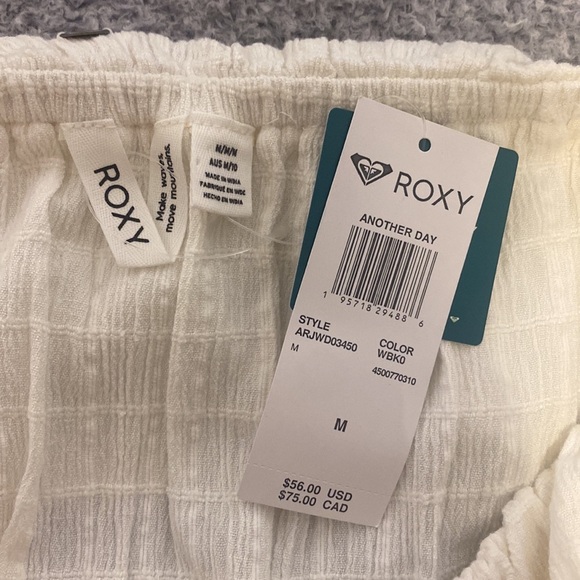 ROXY
Make waves,
move mountains.
M/M/M
AUS M/10
MADE IN INDIA
FABRIQUÉ EN INDE
HECHO EN INDIA
ROXY
ANOTHER DAY
1 95718 29488 6
STYLE
ARJWD03450
COLOR
WBK0
M
4500770310
M
$56.00 USD
$75.00 CAD